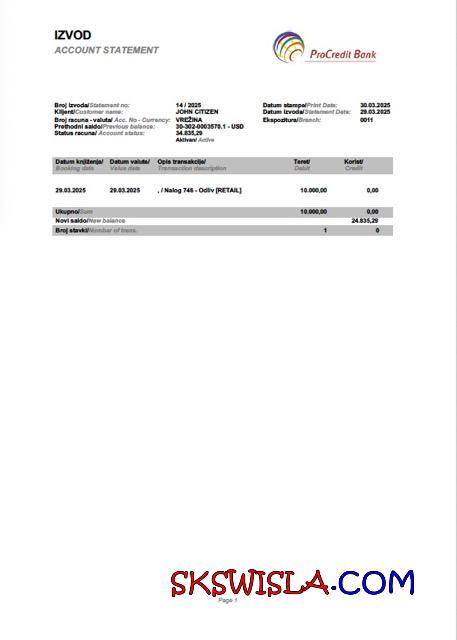 IZVOD
ACCOUNT STATEMENT
ProCredit Bank
Broj izvoda/Statement no: 14 / 2025 Datum stampe/Print Date: 30.03.2025
Klijent/Customer name: JOHN CITIZEN Datum izvoda/Statement Date: 29.03.2025
Broj racuna - valuta/ Acc. No - Currency: VREŽINA Ekspozitura/Branch: 0011
Prethodni saldo/Previous balance: 30-302-0003570.1 - USD
Status racuna/ Account status: 34.835,29
Aktivan/ Active
Datum knjiženja/ Datum valute/ Opis transakcije/ Teret/ Korist/
Booking date Value date Transaction description Debit Credit
29.03.2025 29.03.2025 , / Nalog 746 - Odliv [RETAIL] 10.000,00 0,00
Ukupno/Sum 10.000,00 0,00
Novi saldo/New balance 24.835,29
Broj stavki/Number of trans. 1 0
SKSWISLA.COM
Page 1